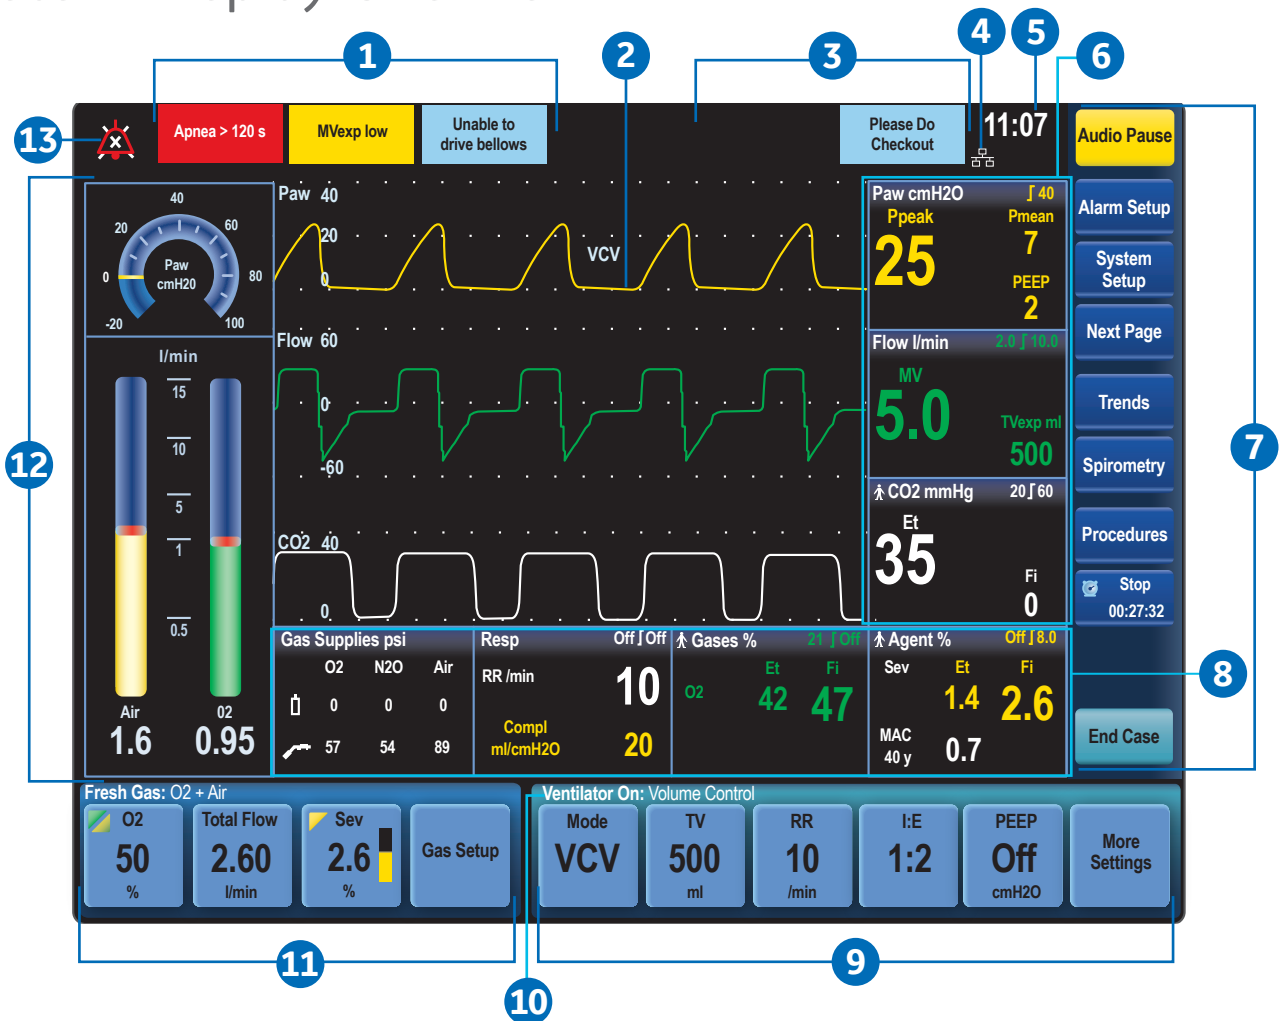 1
2
3
4
5
6
13
Apnea > 120 s
MVexp low
Unable to
drive bellows
Please Do
Checkout
11:07
Audio Pause
7
12
40
20
60
0
Paw
cmH20
80
-20
100
l/min
15
10
5
1
0.5
Air
O2
1.6
0.95
Paw 40
20
0
VCV
Flow 60
0
-60
CO2 40
0
Paw cmH2O
40
Ppeak
Pmean
25
7
PEEP
2
Flow l/min
2.0 10.0
MV
5.0
TVexp ml
500
CO2 mmHg
20 60
Et
35
Fi
0
Alarm Setup
System
Setup
Next Page
Trends
Spirometry
Procedures
Stop
00:27:32
End Case
8
Gas Supplies psi
O2 N2O Air
0 0 0
57 54 89
Resp
Off Off
RR /min
10
Compl
ml/cmH2O
20
Gases %
21 Off
Et Fi
O2 42 47
Agent %
Off 8.0
Sev Et Fi
1.4 2.6
MAC
40 y
0.7
Fresh Gas: O2 + Air
O2
50
%
Total Flow
2.60
l/min
Sev
2.6
%
Gas Setup
11
10
Ventilator On: Volume Control
Mode
VCV
TV
500
ml
RR
10
/min
I:E
1:2
PEEP
Off
cmH2O
More
Settings
9